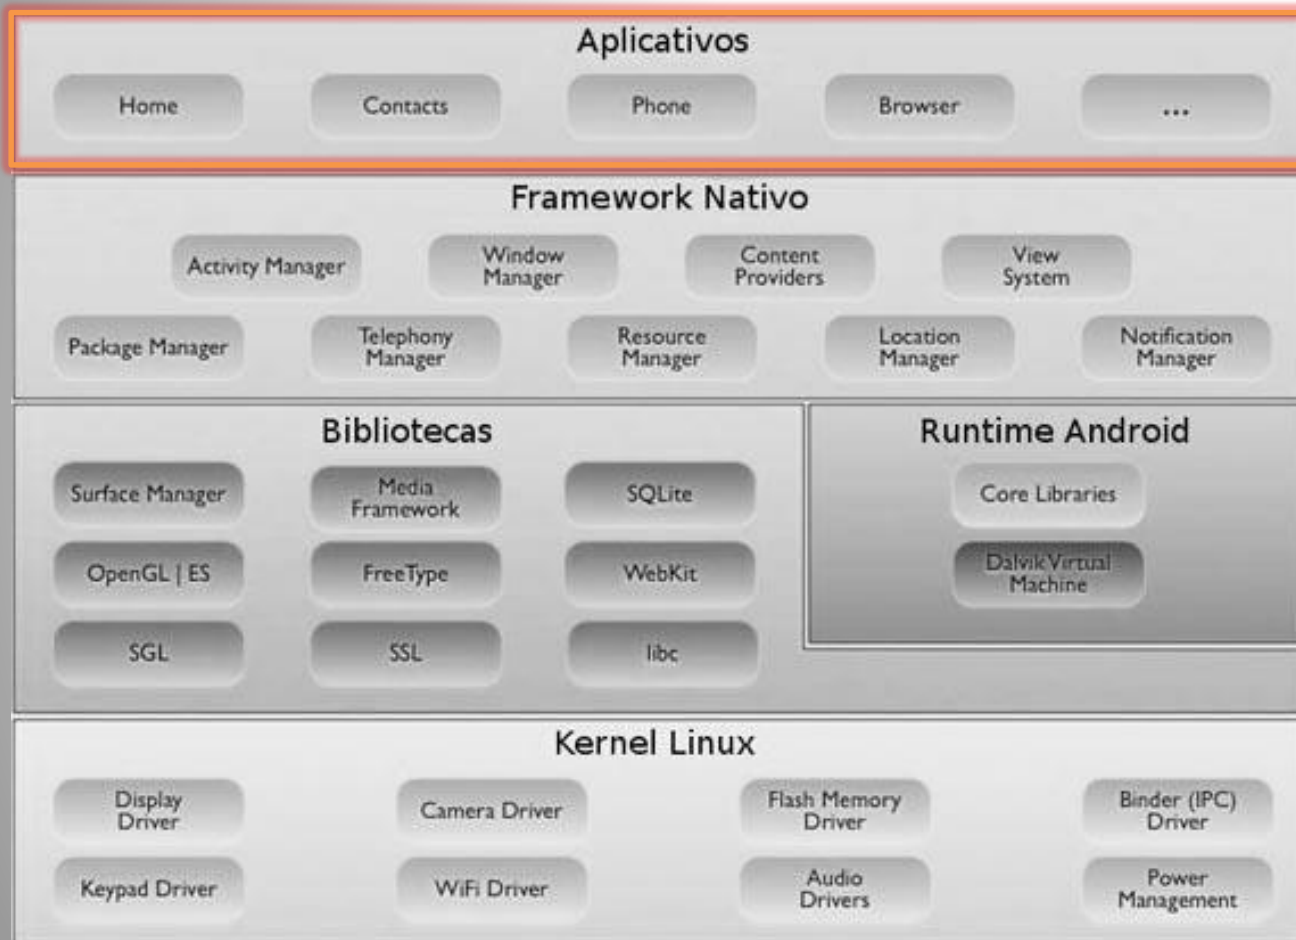 Aplicativos
Home
Contacts
Phone
Browser
...
Framework Nativo
Activity Manager
Window
Manager
Content
Providers
View
System
Package Manager
Telephony
Manager
Resource
Manager
Location
Manager
Notification
Manager
Bibliotecas
Surface Manager
Media
Framework
SQLite
OpenGL | ES
FreeType
WebKit
SGL
SSL
libc
Runtime Android
Core Libraries
Dalvik Virtual
Machine
Kernel Linux
Display
Driver
Camera Driver
Flash Memory
Driver
Binder (IPC)
Driver
Keypad Driver
WiFi Driver
Audio
Drivers
Power
Management